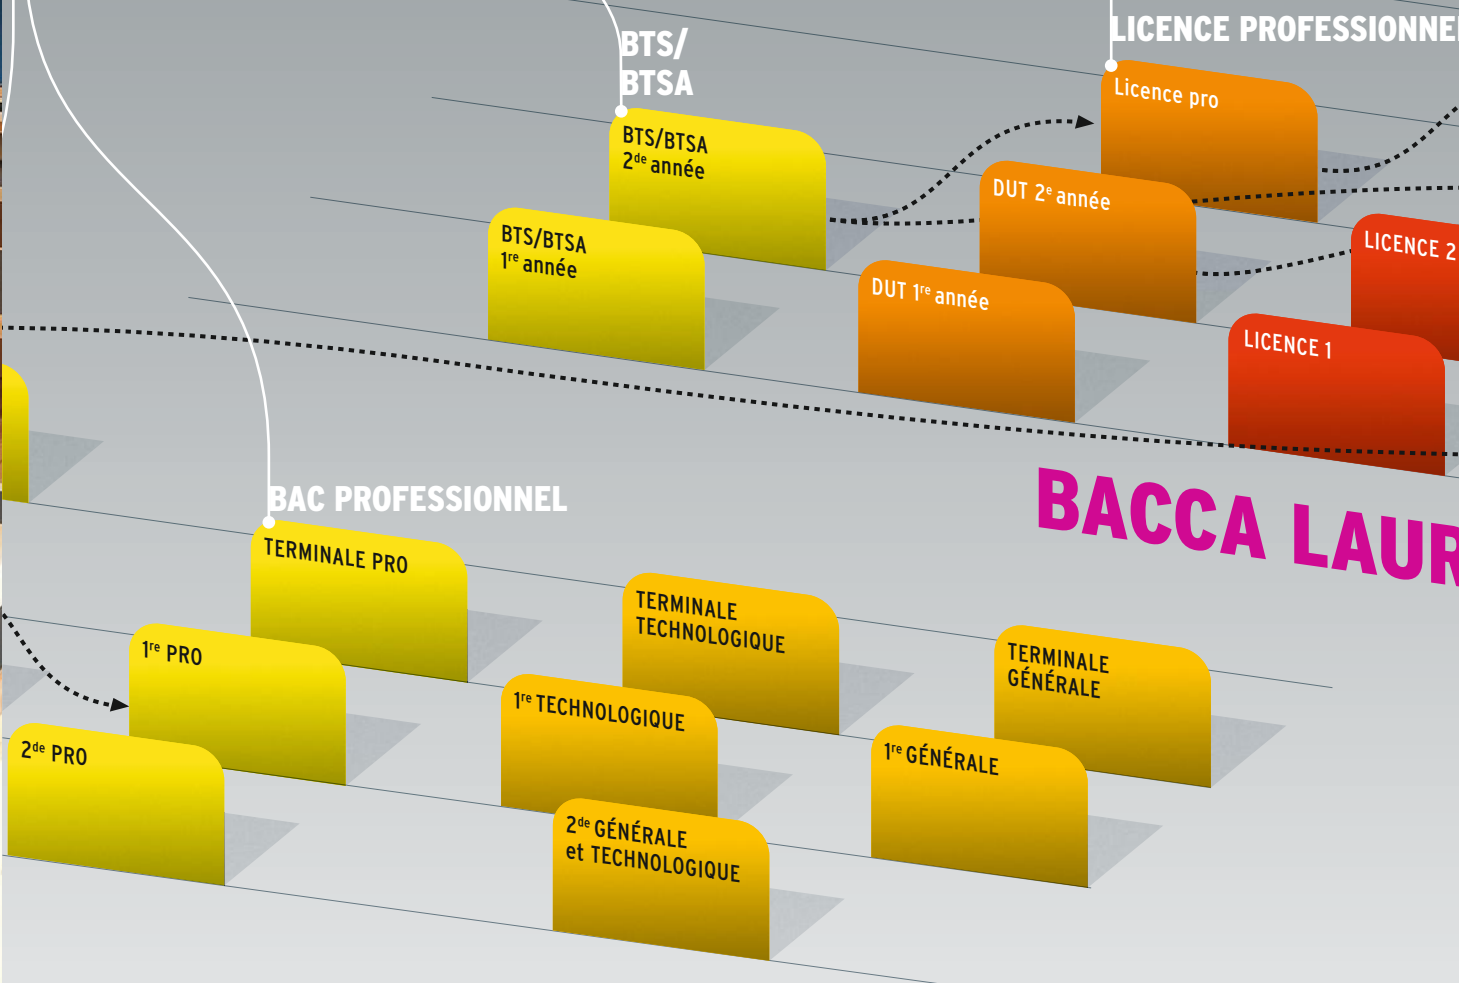 LICENCE PROFESSIONNE
BTS/
BTSA
Licence pro
BTS/BTSA
2de année
DUT 2e année
BTS/BTSA
1re année
LICENCE 2
DUT 1re année
LICENCE 1
BACCA LAUR
BAC PROFESSIONNEL
TERMINALE PRO
TERMINALE
TECHNOLOGIQUE
TERMINALE
GÉNÉRALE
1re PRO
1re TECHNOLOGIQUE
1re GÉNÉRALE
2de PRO
2de GÉNÉRALE
et TECHNOLOGIQUE